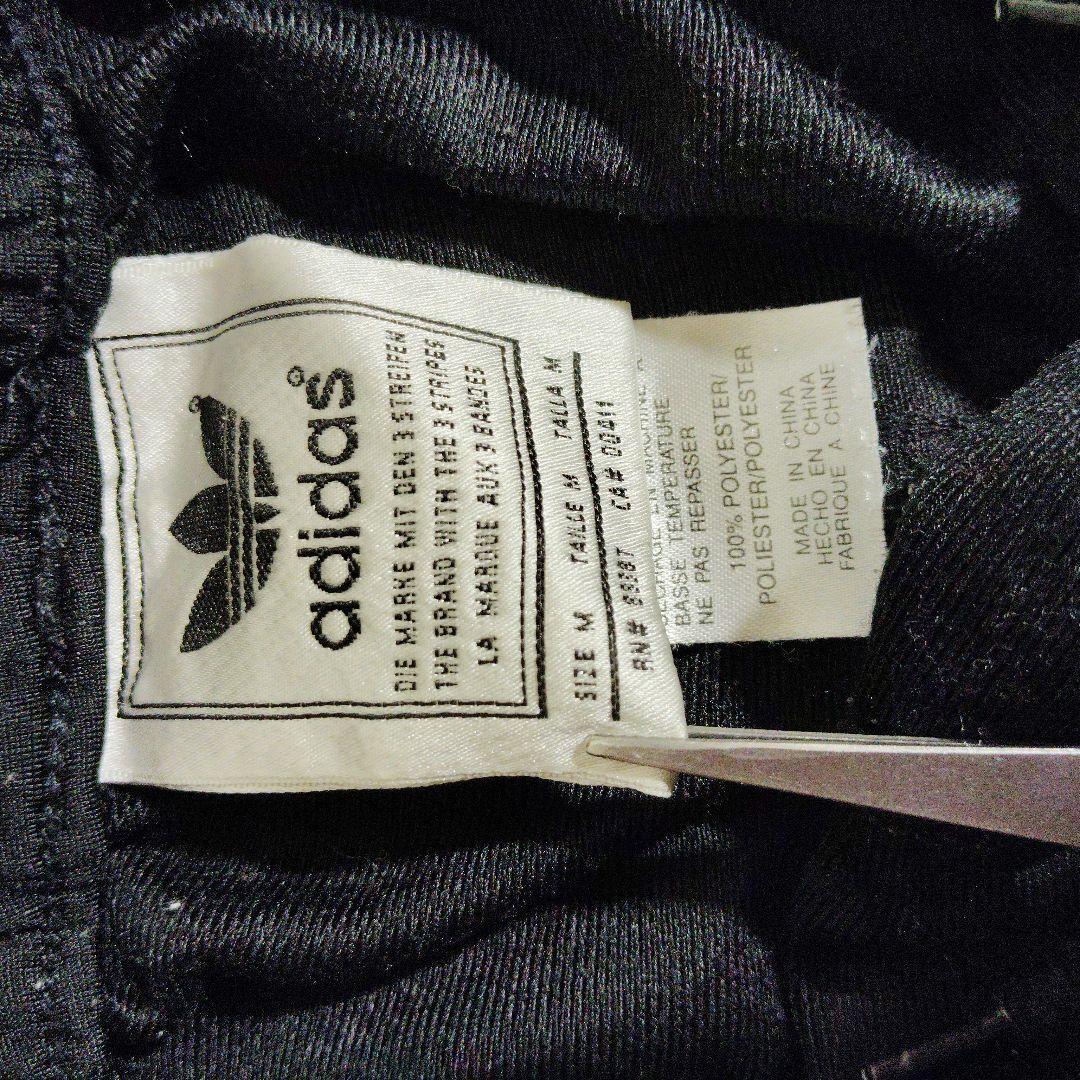 adidas
DIE MARKE MIT DEN 3 STREIFEN
THE BRAND WITH THE 3 STRIPES
LA MARQUE AUX 3 BANDES
SIZE M TAILLE M TALLA M
RN# 88387 CA# 00411
BASSE TEMPERATURE
NE PAS REPASSER
100% POLYESTER/
POLIESTER/POLYESTER
MADE IN CHINA
HECHO EN CHINA
FABRIQUE A CHINE